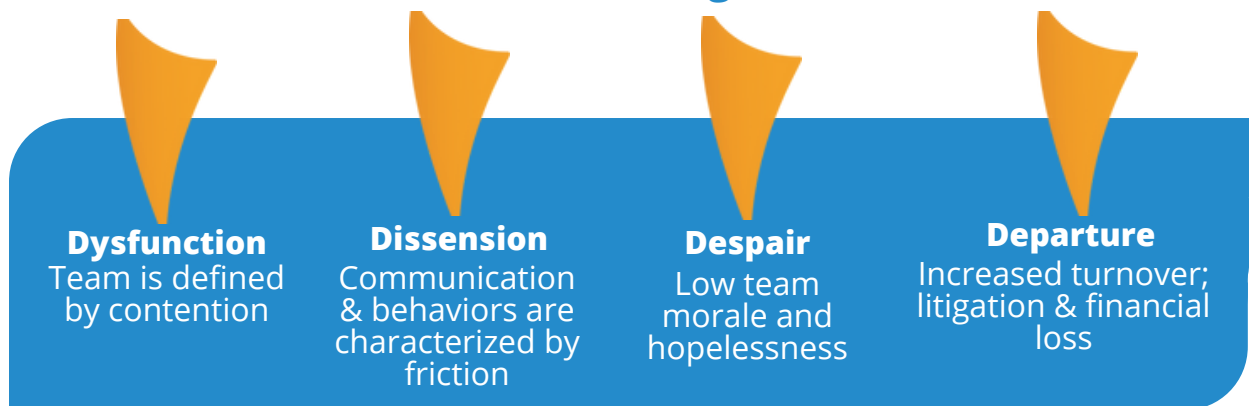 Dysfunction
Team is defined
by contention
Dissension
Communication
& behaviors are
characterized by
friction
Despair
Low team
morale and
hopelessness
Departure
Increased turnover;
litigation & financial
loss